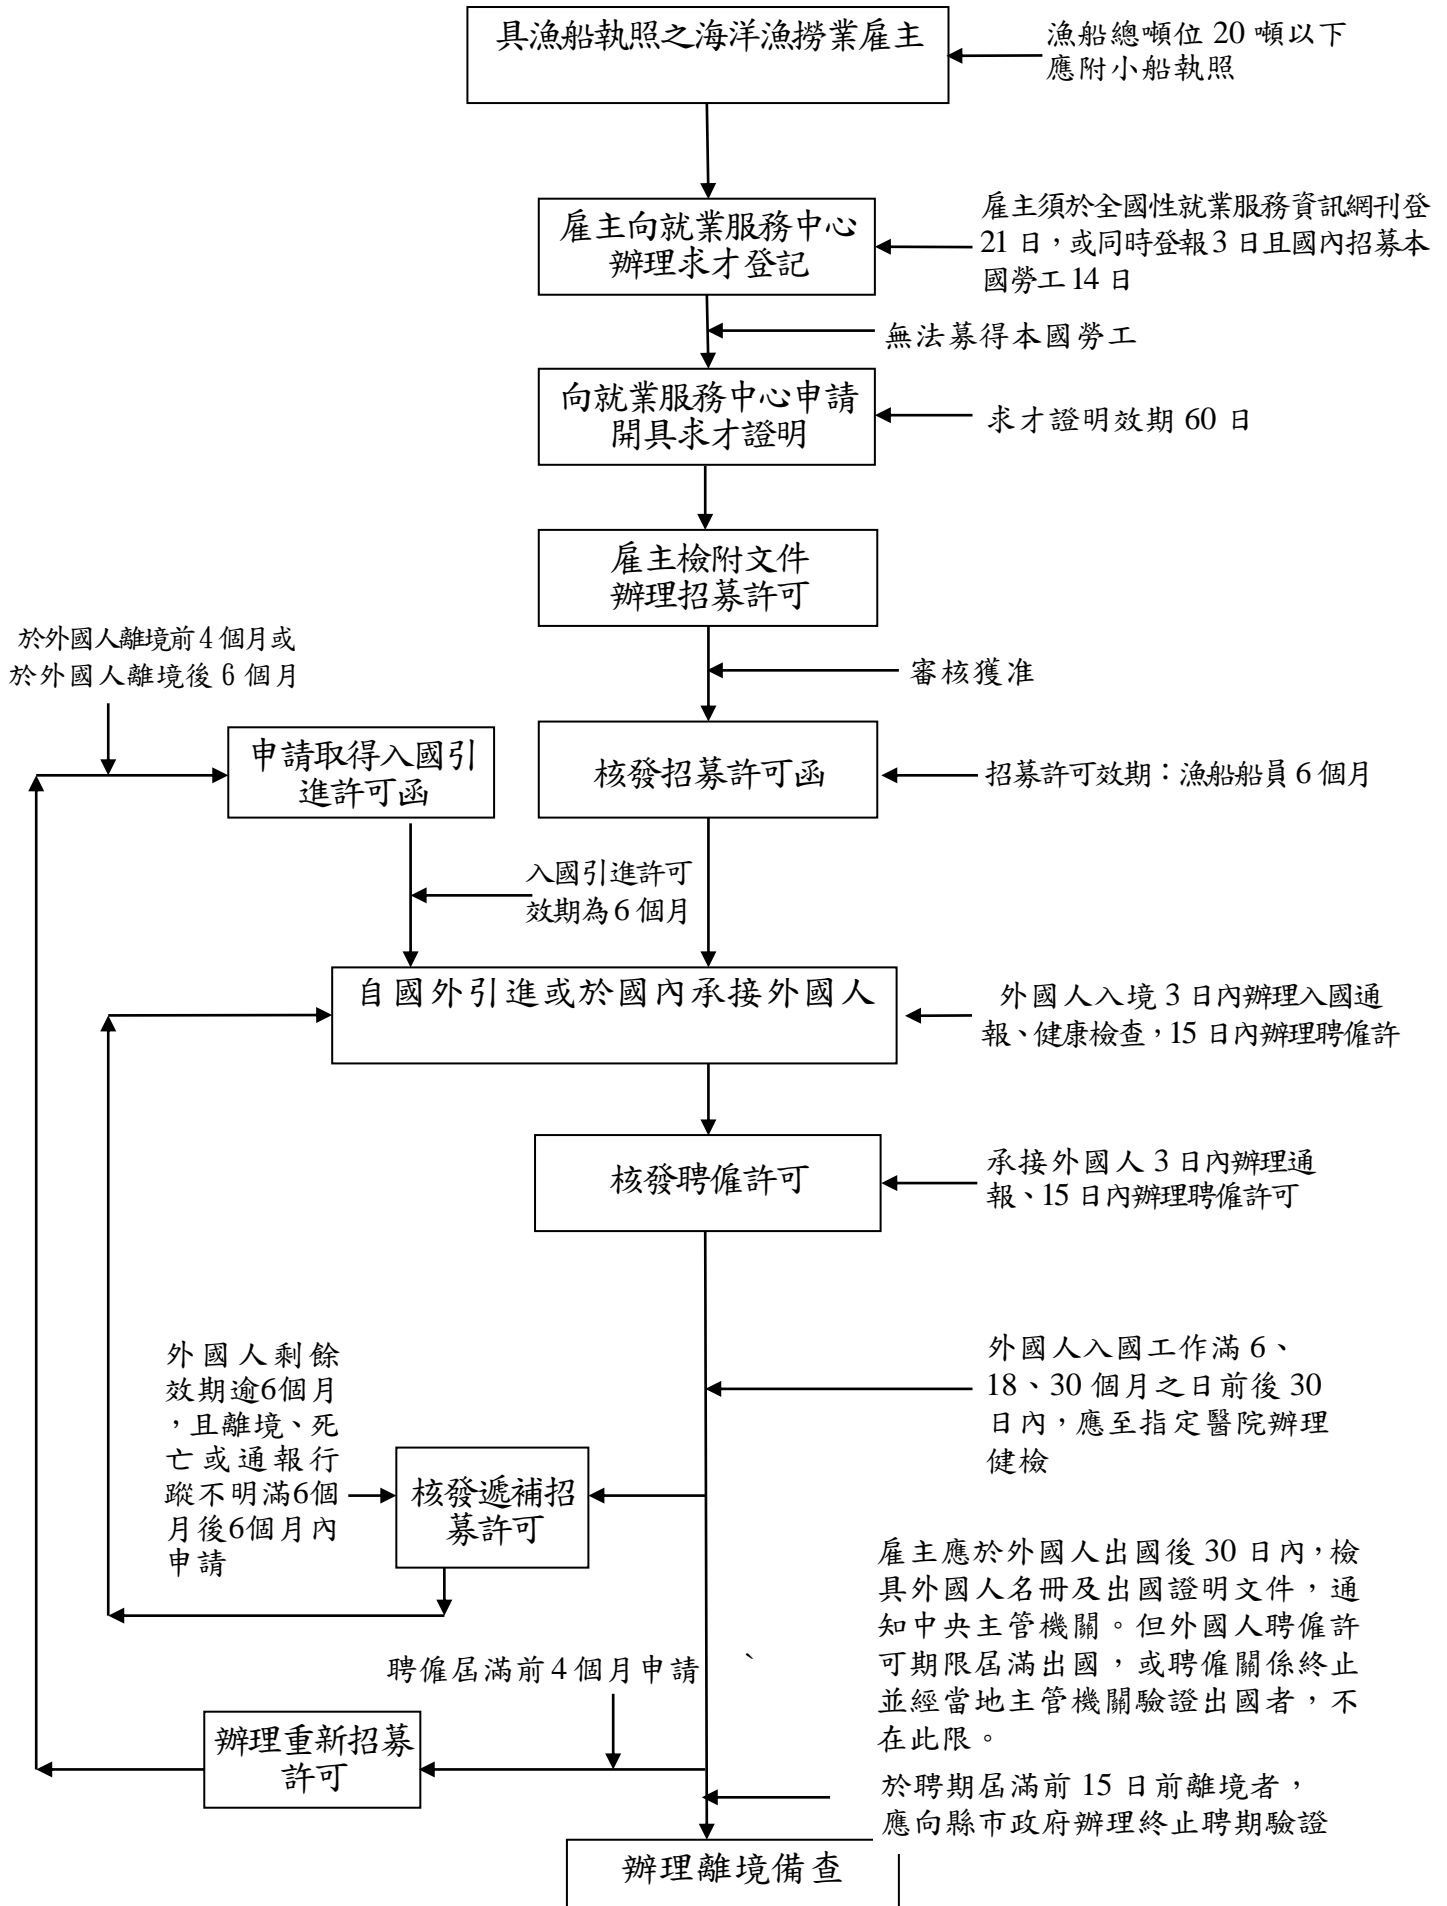 具漁船執照之海洋漁撈業雇主
漁船總噸位 20 噸以下
應附小船執照
雇主向就業服務中心
辦理求才登記
雇主須於全國性就業服務資訊網刊登
21 日，或同時登報 3 日且國內招募本
國勞工 14 日
無法募得本國勞工
向就業服務中心申請
開具求才證明
求才證明效期 60 日
雇主檢附文件
辦理招募許可
於外國人離境前 4 個月或
於外國人離境後 6 個月
審核獲准
申請取得入國引
進許可函
核發招募許可函
招募許可效期：漁船船員 6 個月
入國引進許可
效期為 6 個月
自國外引進或於國內承接外國人
外國人入境 3 日內辦理入國通
報、健康檢查，15 日內辦理聘僱許
核發聘僱許可
承接外國人 3 日內辦理通
報、15 日內辦理聘僱許可
外國人入國工作滿 6、
18、30 個月之日前後 30
日內，應至指定醫院辦理
健檢
外國人剩餘
效期逾6個月
，且離境、死
亡或通報行
蹤不明滿6個
月後6個月內
申請
核發遞補招
募許可
雇主應於外國人出國後 30 日內，檢
具外國人名冊及出國證明文件，通
知中央主管機關。但外國人聘僱許
可期限屆滿出國，或聘僱關係終止
並經當地主管機關驗證出國者，不
在此限。
聘僱屆滿前 4 個月申請 、
辦理重新招募
許可
於聘期屆滿前 15 日前離境者，
應向縣市政府辦理終止聘期驗證
辦理離境備查